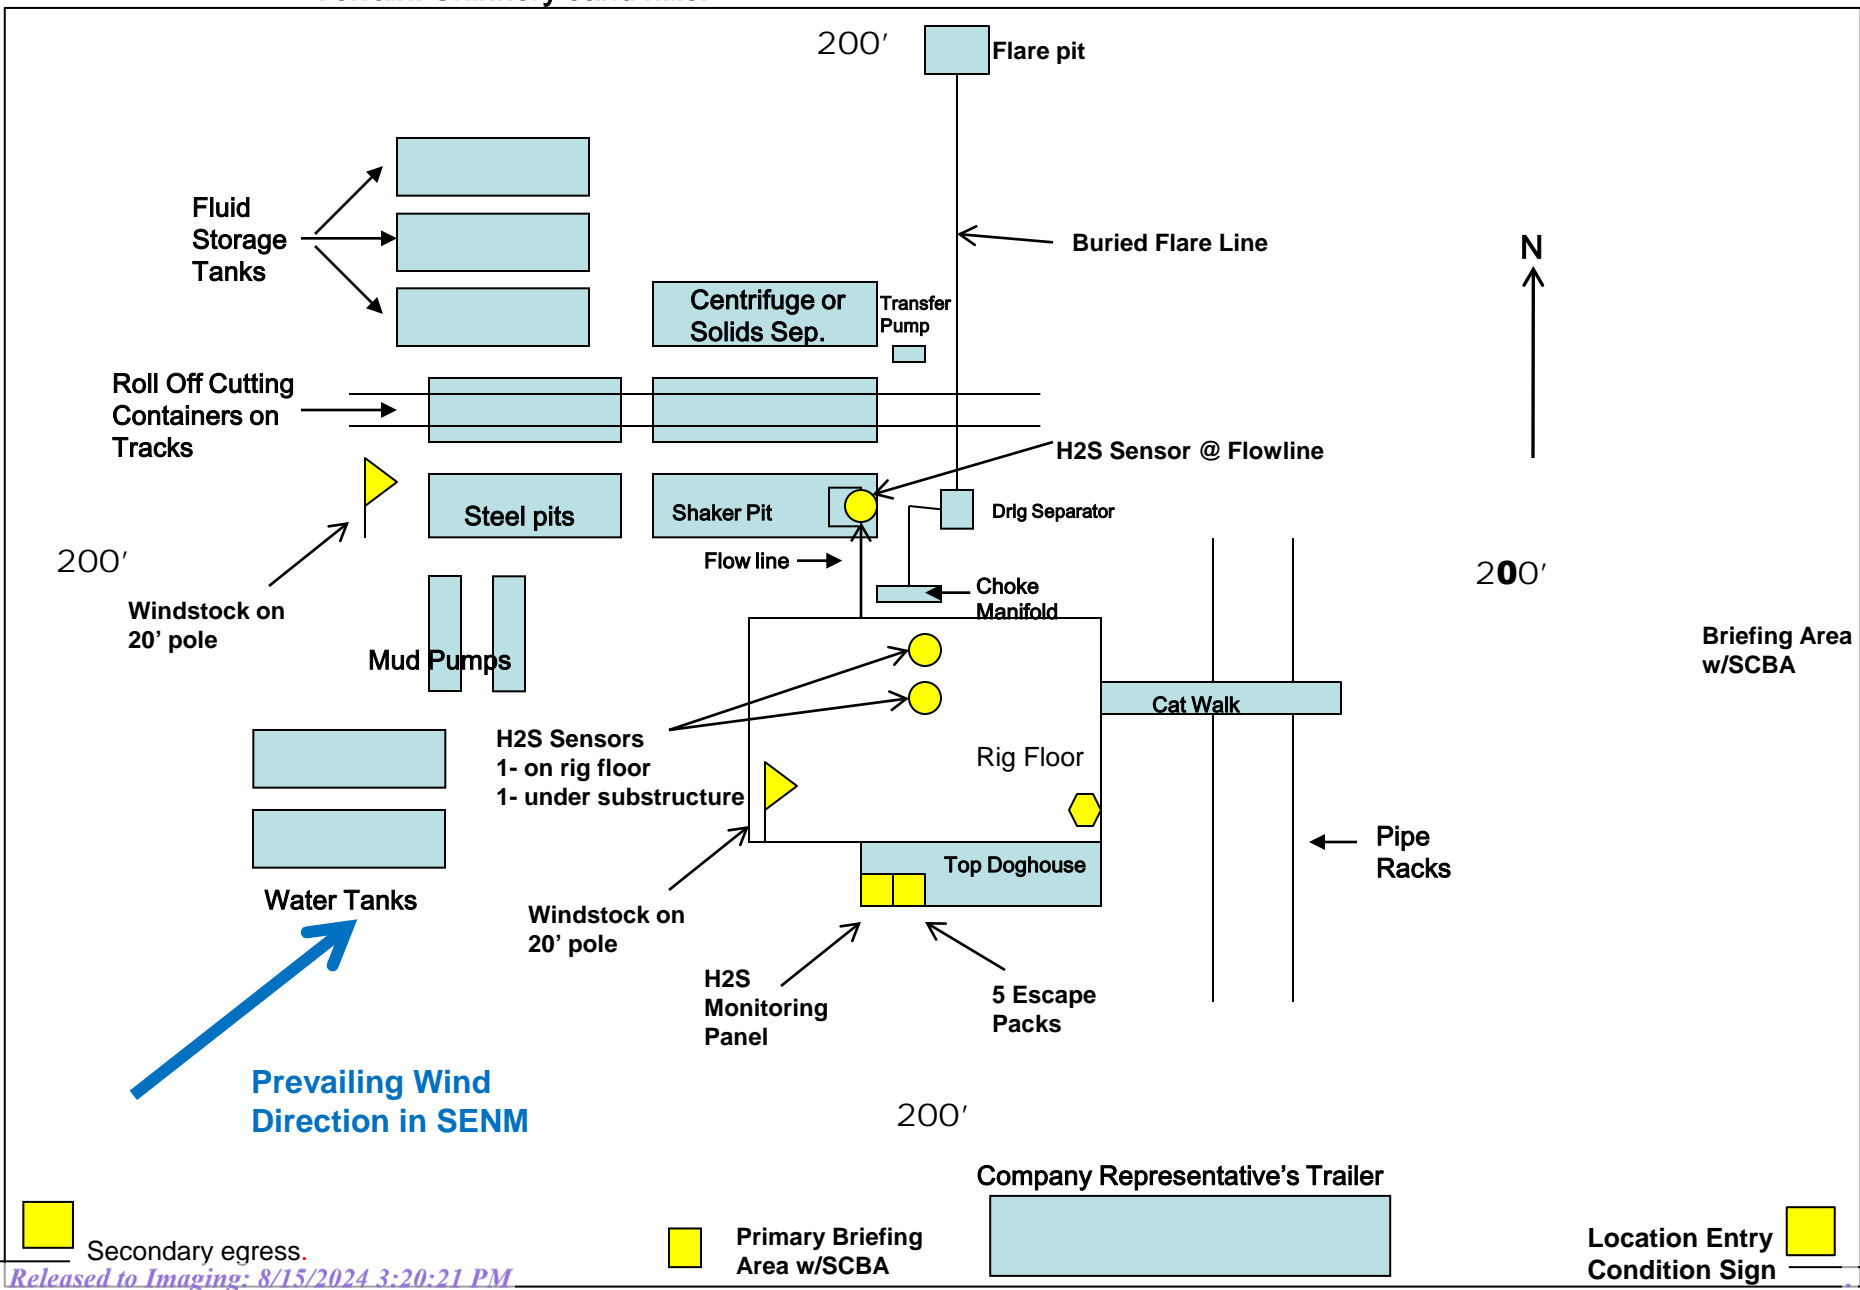 200'
Flare pit
Fluid
Storage
Tanks
Buried Flare Line
N
Centrifuge or
Solids Sep.
Transfer
Pump
Roll Off Cutting
Containers on
Tracks
H2S Sensor @ Flowline
Steel pits
Shaker Pit
Drlg Separator
Flow line
200'
200'
Choke
Manifold
Windstock on
20' pole
Mud Pumps
Briefing Area
w/SCBA
Cat Walk
H2S Sensors
1- on rig floor
1- under substructure
Rig Floor
Pipe
Racks
Top Doghouse
Water Tanks
Windstock on
20' pole
H2S
Monitoring
Panel
5 Escape
Packs
Prevailing Wind
Direction in SENM
200'
Company Representative's Trailer
Secondary egress.
Primary Briefing
Area w/SCBA
Location Entry
Condition Sign
Released to Imaging: 8/15/2024 3:20:21 PM